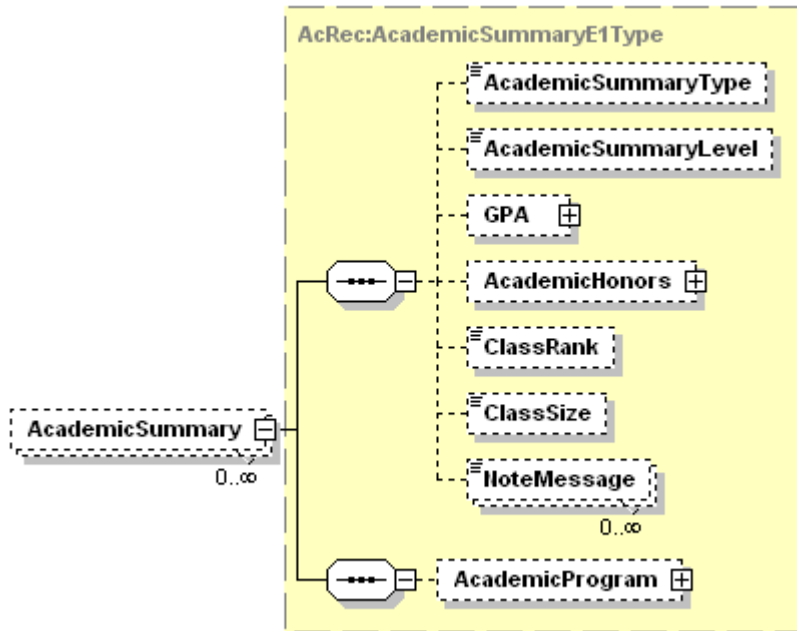 AcRec:AcademicSummaryE1Type
AcademicSummaryType
AcademicSummaryLevel
GPA
AcademicHonors
ClassRank
ClassSize
AcademicSummary
0..∞
NoteMessage
0..∞
AcademicProgram